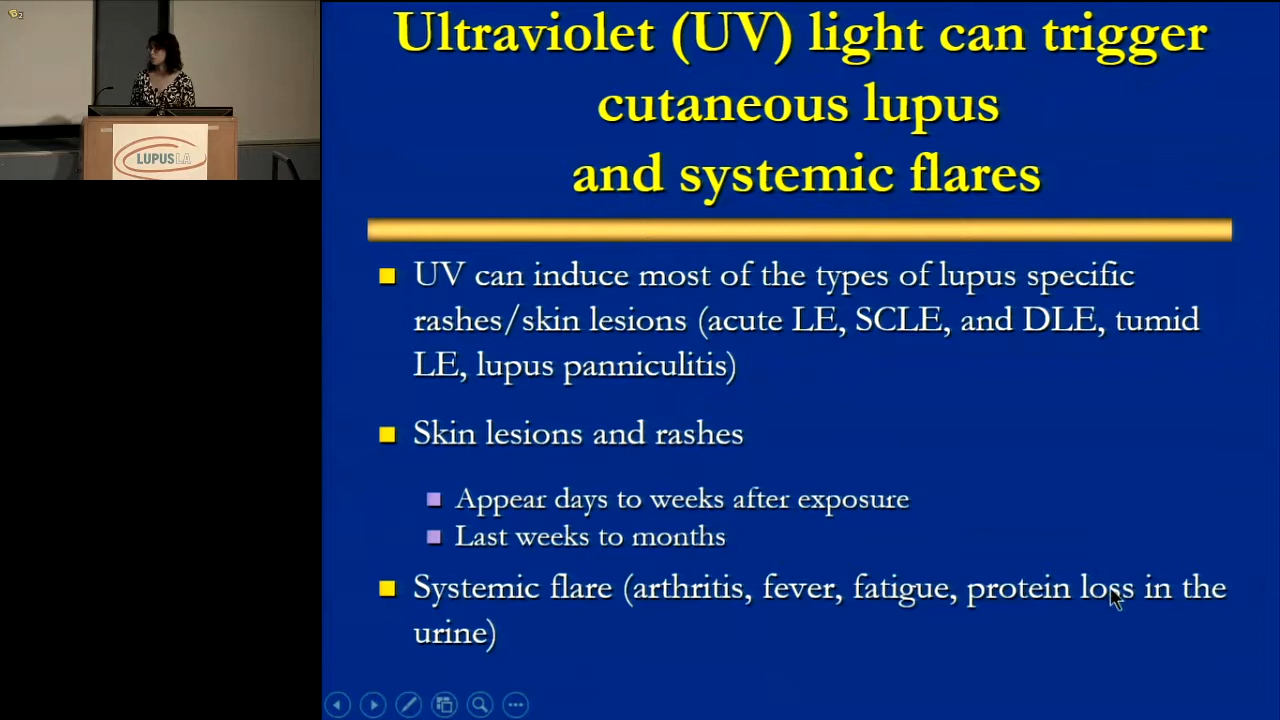 LUPUS LA
Ultraviolet (UV) light can trigger
cutaneous lupus
and systemic flares
UV can induce most of the types of lupus specific
rashes/skin lesions (acute LE, SCLE, and DLE, tumid
LE, lupus panniculitis)
Skin lesions and rashes
Appear days to weeks after exposure
Last weeks to months
Systemic flare (arthritis, fever, fatigue, protein loss in the
urine)